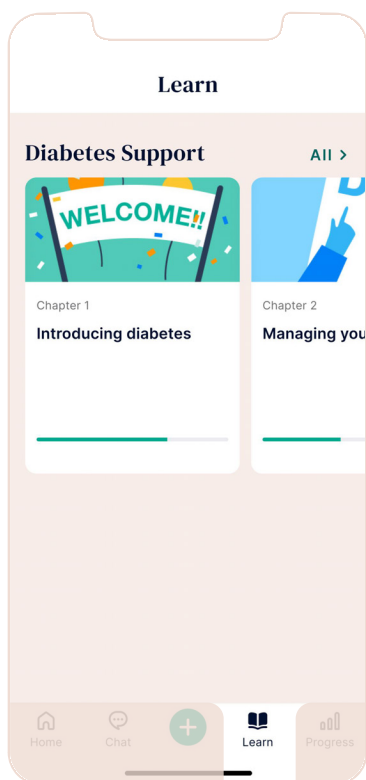 Learn
Diabetes Support
All >
WELCOME!!
Chapter 1
Introducing diabetes
Chapter 2
Managing you
Home
Chat
Learn
Progress